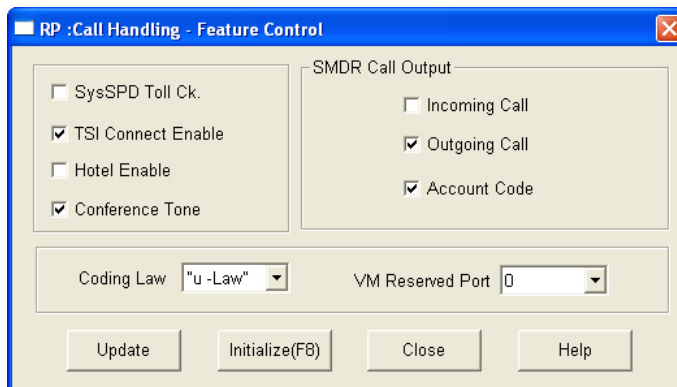 RP :Call Handling - Feature Control
SysSPD Toll Ck.
TSI Connect Enable
Hotel Enable
Conference Tone
SMDR Call Output
Incoming Call
Outgoing Call
Account Code
Coding Law "u -Law" VM Reserved Port 0
Update Initialize(F8) Close Help